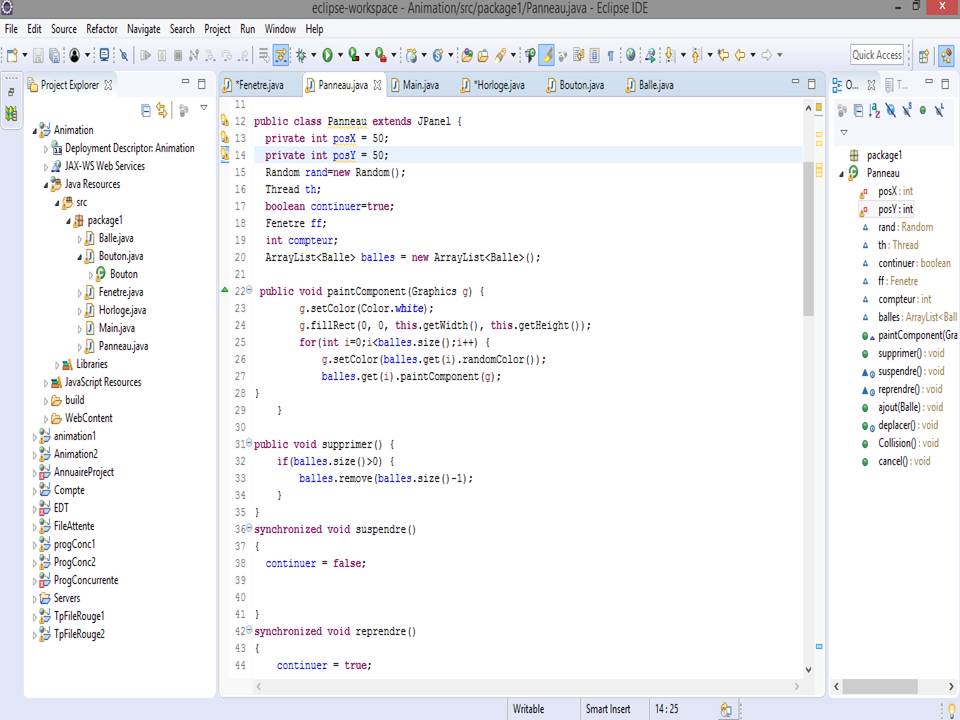 eclipse-workspace - Animation/src/package1/Panneau.java - Eclipse IDE
File Edit Source Refactor Navigate Search Project Run Window Help
Quick Access
Project Explorer
Animation
Deployment Descriptor: Animation
JAX-WS Web Services
Java Resources
src
package1
Balle.java
Bouton.java
Bouton
Fenetre.java
Horloge.java
Main.java
Panneau.java
Libraries
JavaScript Resources
build
WebContent
animation1
Animation2
AnnuaireProject
Compte
EDT
FileAttente
progConc1
ProgConc2
ProgConcurrente
Servers
TpFileRouge1
TpFileRouge2
*Fenetre.java Panneau.java Main.java *Horloge.java Bouton.java Balle.java
11
12 public class Panneau extends JPanel {
13 private int posX = 50;
14 private int posY = 50;
15 Random rand=new Random();
16 Thread th;
17 boolean continuer=true;
18 Fenetre ff;
19 int compteur;
20 ArrayList<Balle> balles = new ArrayList<Balle>();
21
22 public void paintComponent(Graphics g) {
23 g.setColor(Color.white);
24 g.fillRect(0, 0, this.getWidth(), this.getHeight());
25 for(int i=0;i<balles.size();i++) {
26 g.setColor(balles.get(i).randomColor());
27 balles.get(i).paintComponent(g);
28 }
29 }
30
31 public void supprimer() {
32 if(balles.size()>0) {
33 balles.remove(balles.size()-1);
34 }
35 }
36 synchronized void suspendre()
37 {
38 continuer = false;
39
40
41 }
42 synchronized void reprendre()
43 {
44 continuer = true;
O... T...
package1
Panneau
posX : int
posY : int
rand : Random
th : Thread
continuer : boolean
ff : Fenetre
compteur : int
balles : ArrayList<Ball
paintComponent(Gra
supprimer() : void
suspendre() : void
reprendre() : void
ajout(Balle) : void
deplacer() : void
Collision() : void
cancel() : void
Writable Smart Insert 14 : 25